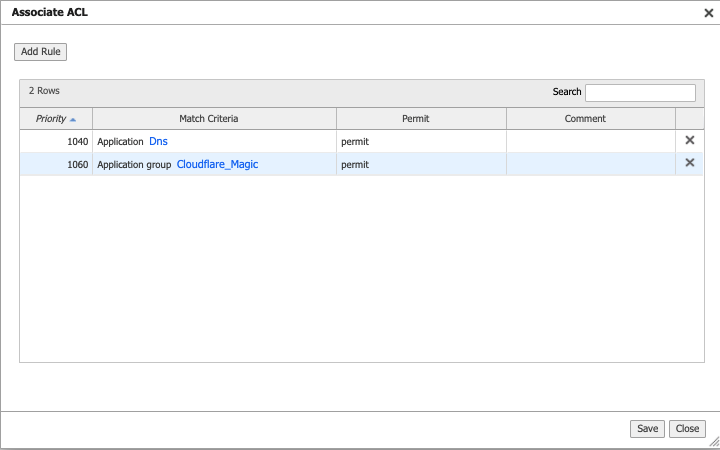 Associate ACL
Add Rule
2 Rows Search
Priority Match Criteria Permit Comment
1040 Application Dns permit
1060 Application group Cloudflare_Magic permit
Save Close